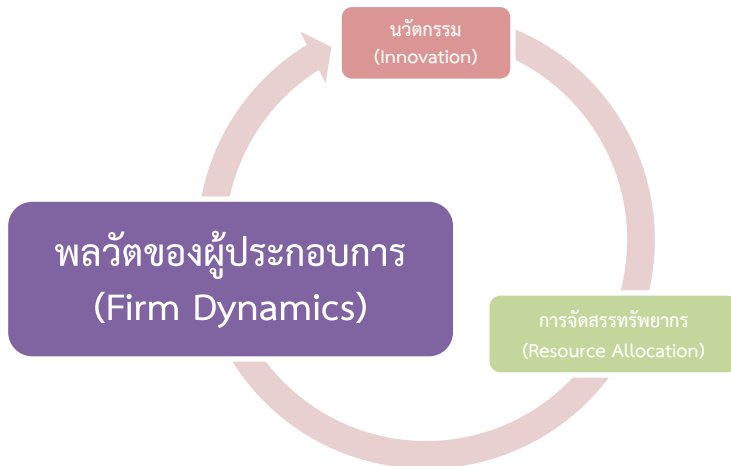 นวัตกรรม
(Innovation)
พลวัตของผู้ประกอบการ
(Firm Dynamics)
การจัดสรรทรัพยากร
(Resource Allocation)